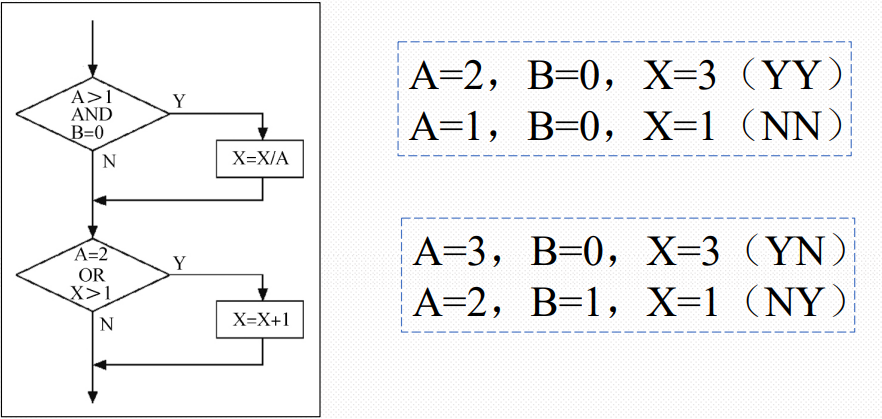 A>1
AND
B=0
Y
N
X=X/A
A=2
OR
X>1
Y
N
X=X+1
A=2，B=0，X=3（YY）
A=1，B=0，X=1（NN）
A=3，B=0，X=3（YN）
A=2，B=1，X=1（NY）